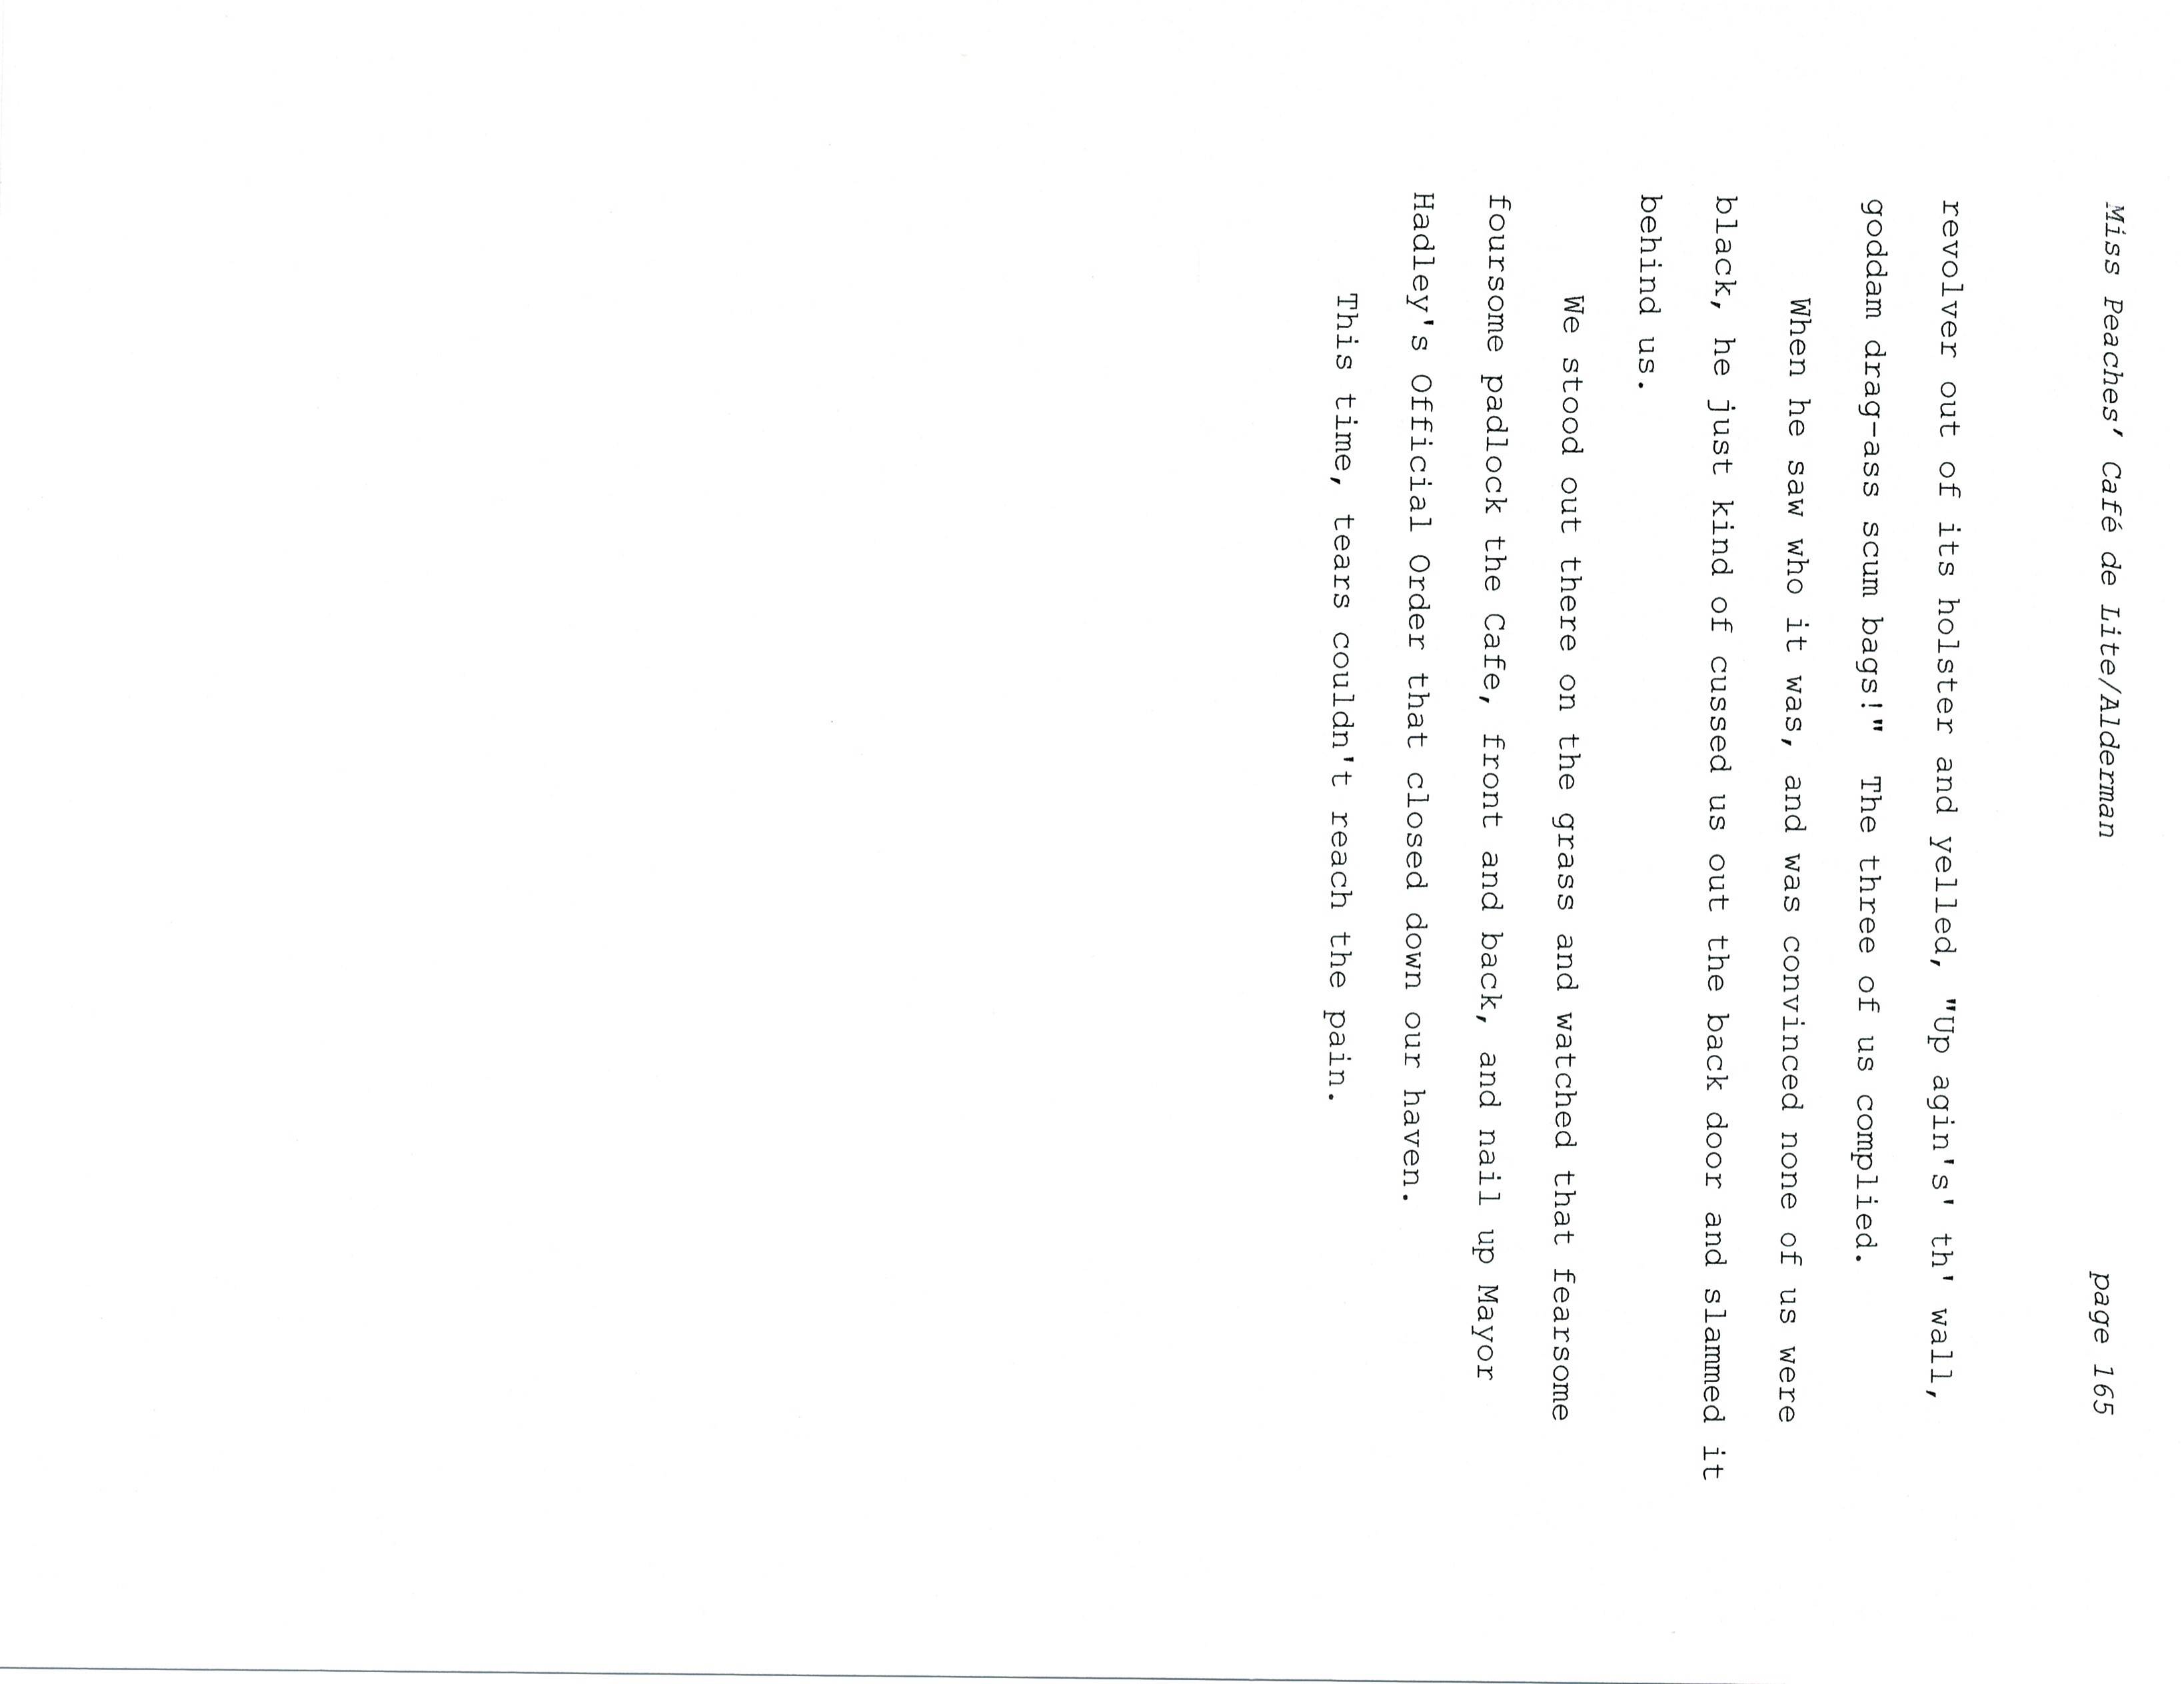 Miss Peaches' Café de Lite/Alderman page 165
revolver out of its holster and yelled, "Up agin's' th' wall,
goddam drag-ass scum bags!"  The three of us complied.
When he saw who it was, and was convinced none of us were
black, he just kind of cussed us out the back door and slammed it
behind us.
We stood out there on the grass and watched that fearsome
foursome padlock the Cafe, front and back, and nail up Mayor
Hadley's Official Order that closed down our haven.
This time, tears couldn't reach the pain.